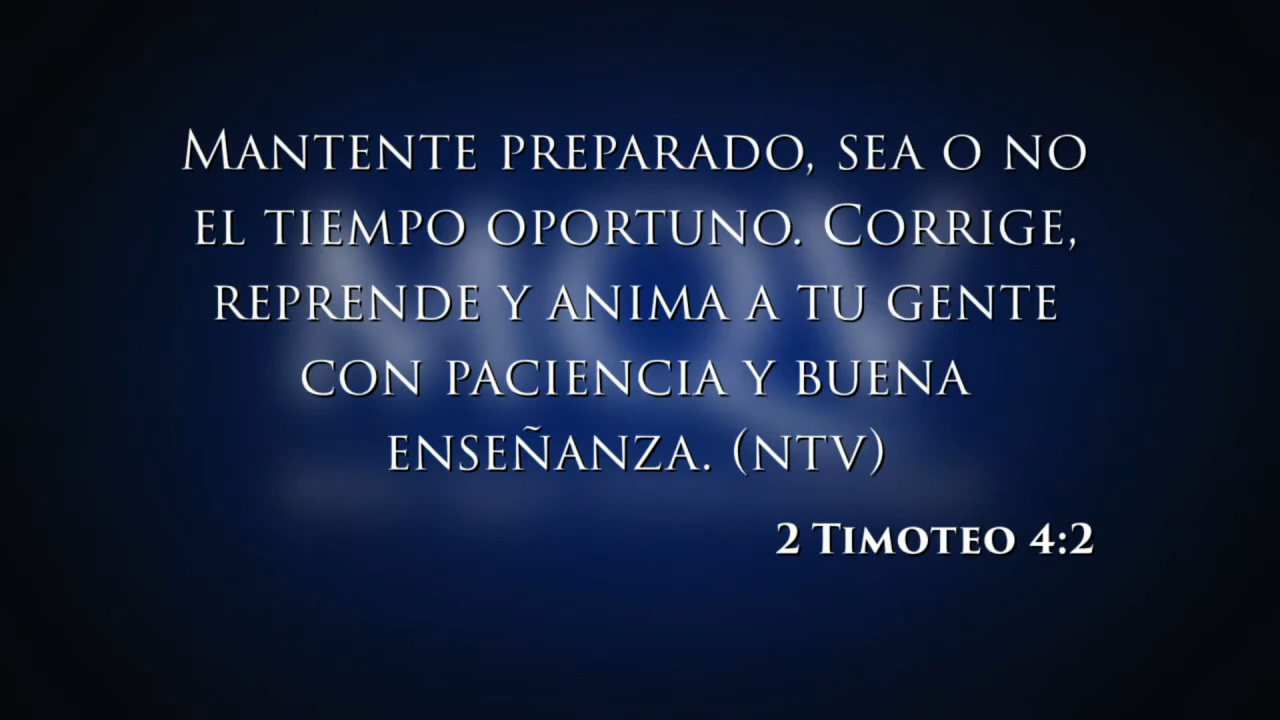 Mantente preparado, sea o no
el tiempo oportuno. Corrige,
reprende y anima a tu gente
con paciencia y buena
enseñanza. (NTV)
2 Timoteo 4:2